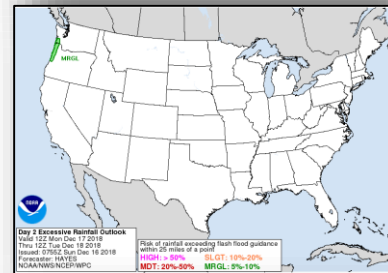 MRGL
NOAA
Day 2 Excessive Rainfall Outlook
Valid 12Z Mon Dec 17 2018
Thru 12Z Tue Dec 18 2018
Issued: 0755Z Sun Dec 16 2018
Forecaster: HAYES
NOAA/NWS/NCEP/WPC
Risk of rainfall exceeding flash flood guidance
within 25 miles of a point
HIGH: > 50% SLGT: 10%-20%
MDT: 20%-50% MRGL: 5%-10%